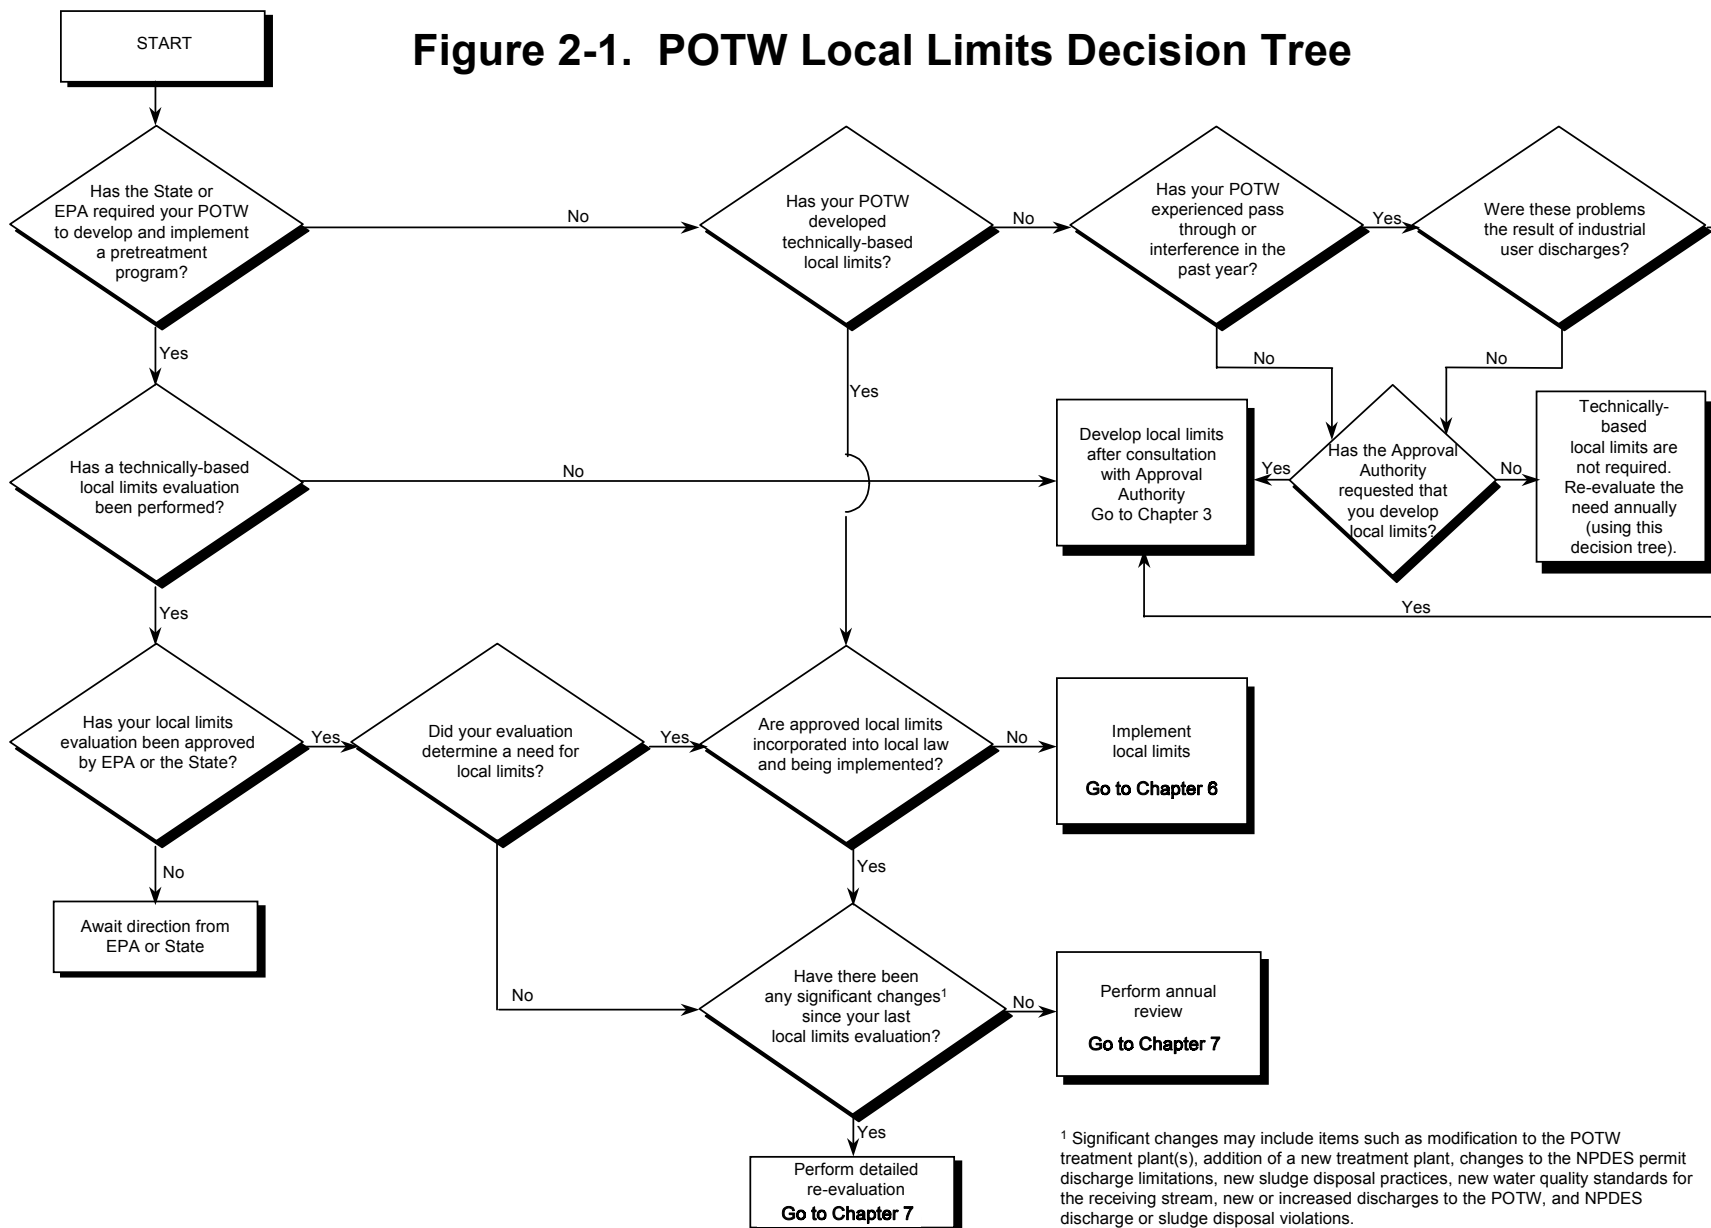 Figure 2-1. POTW Local Limits Decision Tree
START
Has the State or
EPA required your POTW
to develop and implement
a pretreatment
program?
No
Has your POTW
developed
technically-based
local limits?
No
Has your POTW
experienced pass
through or
interference in the
past year?
Yes
Were these problems
the result of industrial
user discharges?
Yes
Yes
No
No
Has a technically-based
local limits evaluation
been performed?
No
Develop local limits
after consultation
with Approval
Authority
Go to Chapter 3
Yes
Has the Approval
Authority
requested that
you develop
local limits?
No
Technically-
based
local limits are
not required.
Re-evaluate the
need annually
(using this
decision tree).
Yes
Yes
Has your local limits
evaluation been approved
by EPA or the State?
Yes
Did your evaluation
determine a need for
local limits?
Yes
Are approved local limits
incorporated into local law
and being implemented?
No
Implement
local limits
Go to Chapter 6
No
Yes
Await direction from
EPA or State
No
Have there been
any significant changes¹
since your last
local limits evaluation?
No
Perform annual
review
Go to Chapter 7
Yes
Perform detailed
re-evaluation
Go to Chapter 7
¹ Significant changes may include items such as modification to the POTW
treatment plant(s), addition of a new treatment plant, changes to the NPDES permit
discharge limitations, new sludge disposal practices, new water quality standards for
the receiving stream, new or increased discharges to the POTW, and NPDES
discharge or sludge disposal violations.